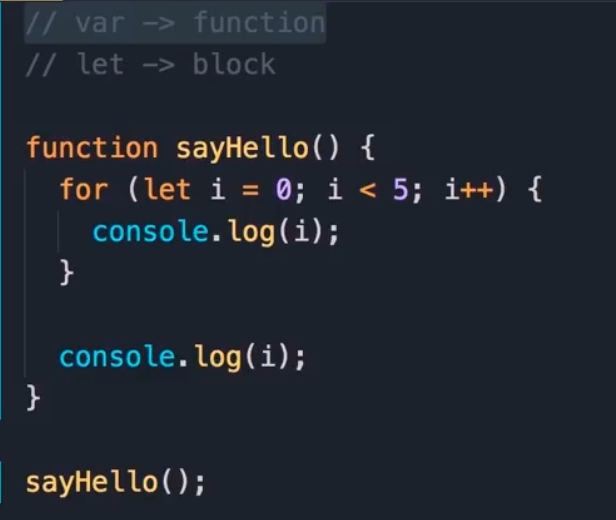 // var -> function
// let -> block
function sayHello() {
for (let i = 0; i < 5; i++) {
console.log(i);
}
console.log(i);
}
sayHello();